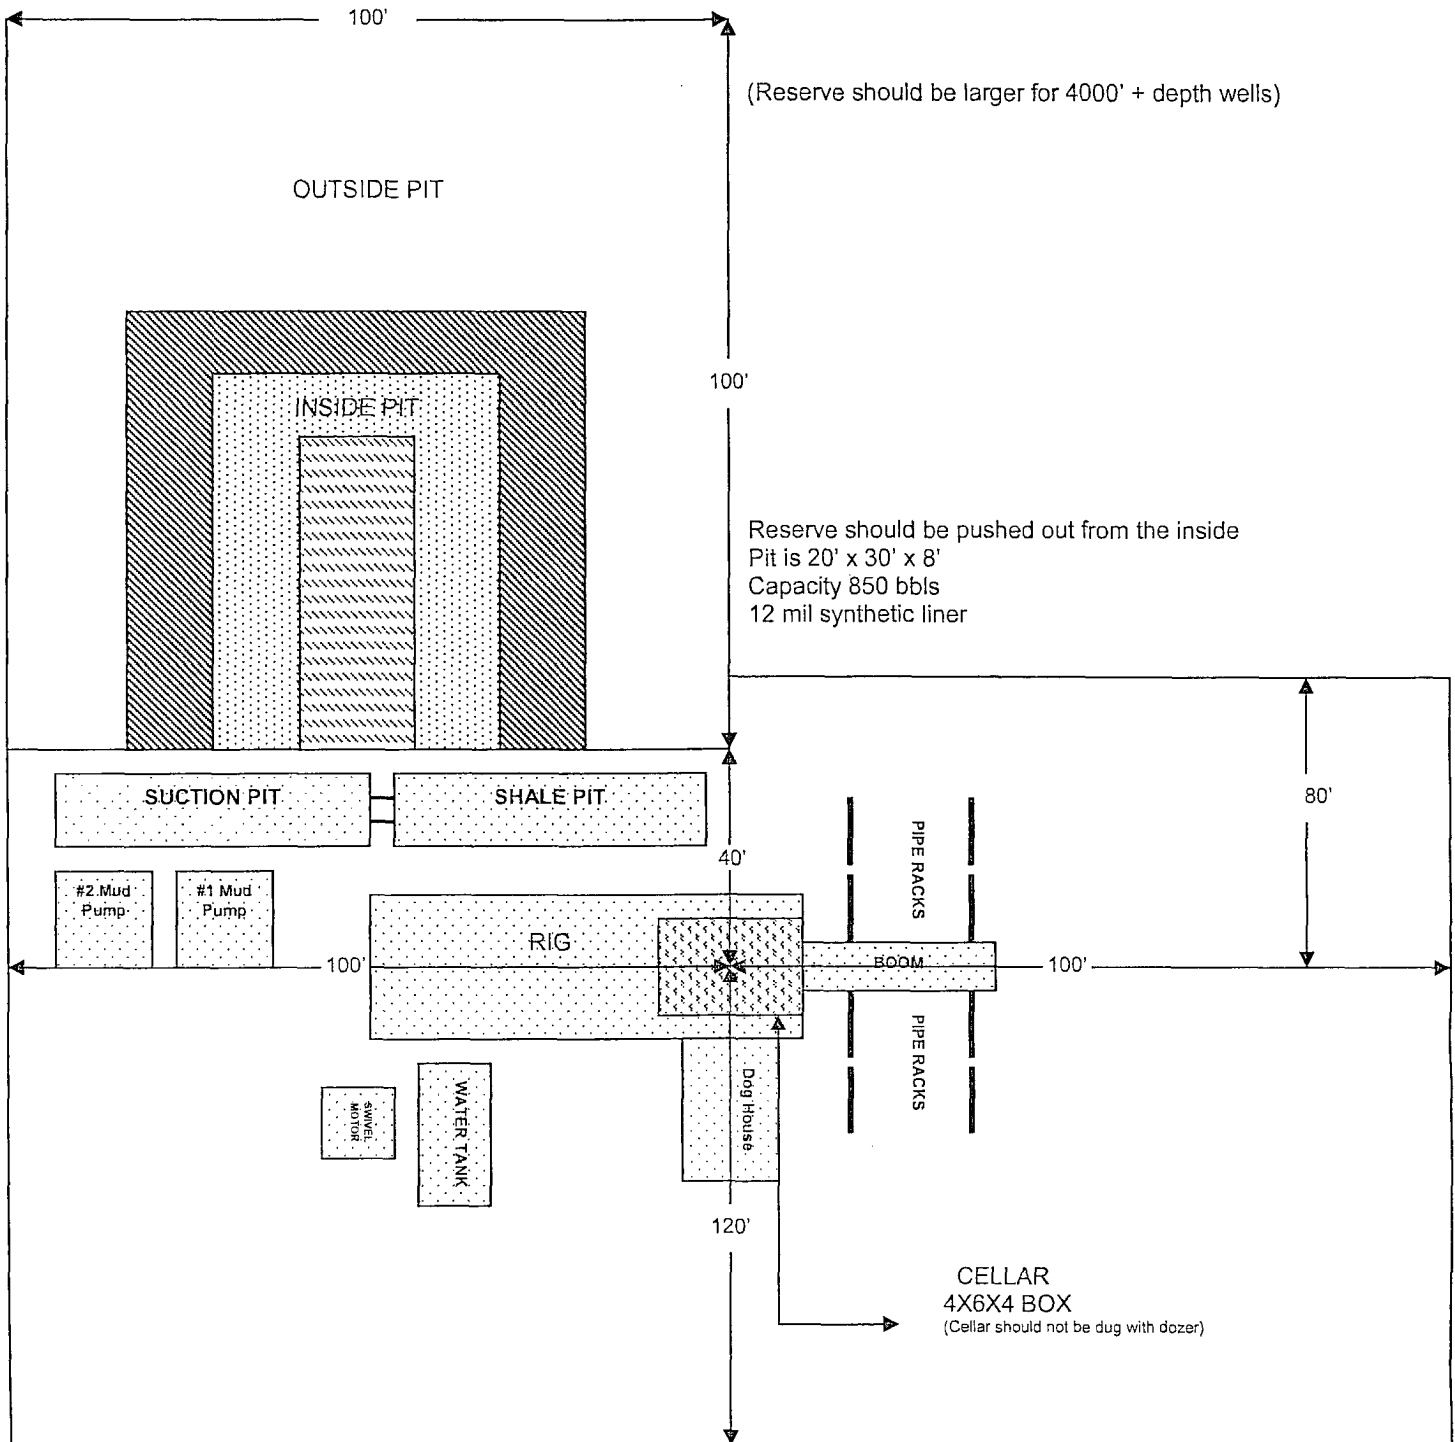 100'
(Reserve should be larger for 4000' + depth wells)
OUTSIDE PIT
100'
INSIDE PIT
Reserve should be pushed out from the inside
Pit is 20' x 30' x 8'
Capacity 850 bbls
12 mil synthetic liner
SUCTION PIT
SHALE PIT
80'
PIPE RACKS
40'
#2 Mud
Pump
#1 Mud
Pump
RIG
100'
BOOM
100'
PIPE RACKS
SWIVEL
MOTOR
WATER TANK
Dog House
120'
CELLAR
4X6X4 BOX
(Cellar should not be dug with dozer)